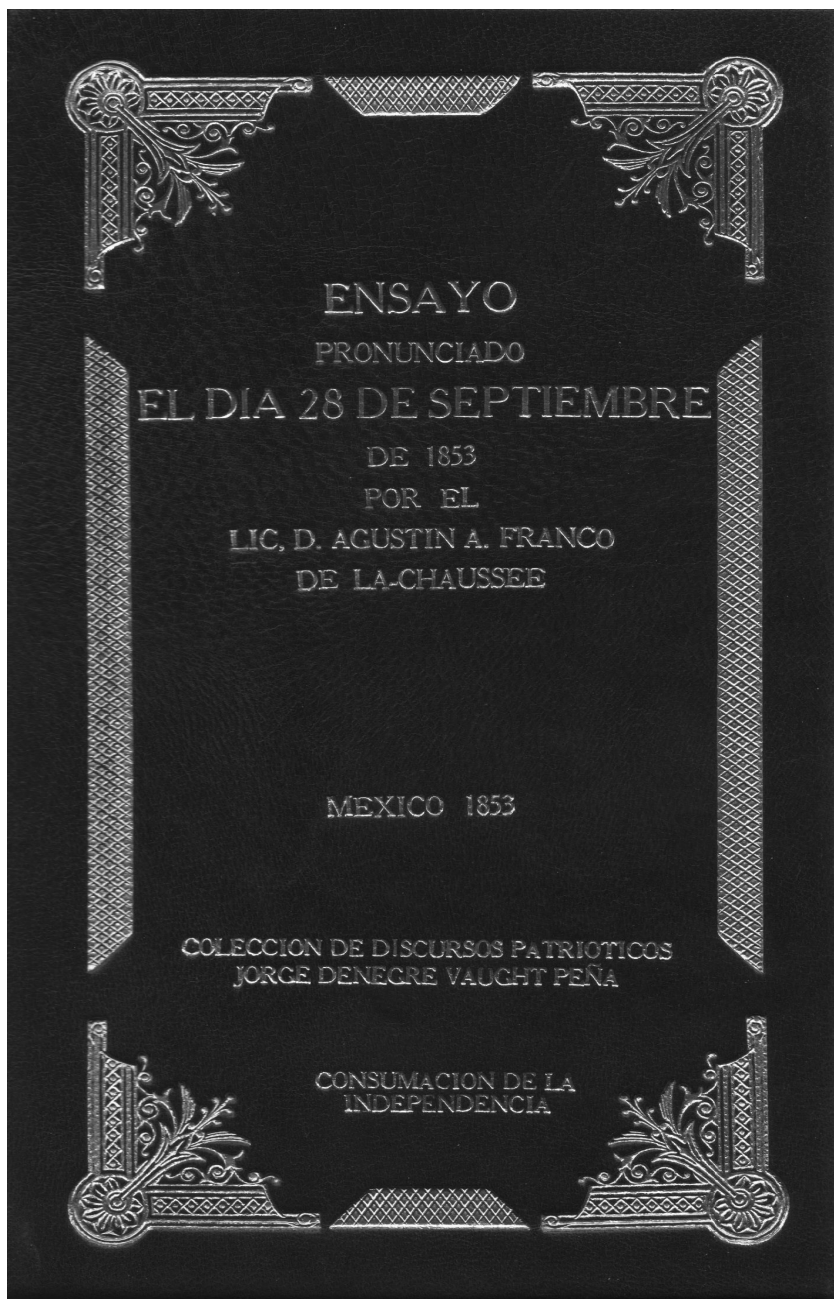 ENSAYO
PRONUNCIADO
EL DIA 28 DE SEPTIEMBRE
DE 1853
POR EL
LIC, D. AGUSTIN A. FRANCO
DE LA-CHAUSSEE
MEXICO 1853
COLECCION DE DISCURSOS PATRIOTICOS
JORGE DENEGRE VAUGHT PEÑA
CONSUMACION DE LA
INDEPENDENCIA